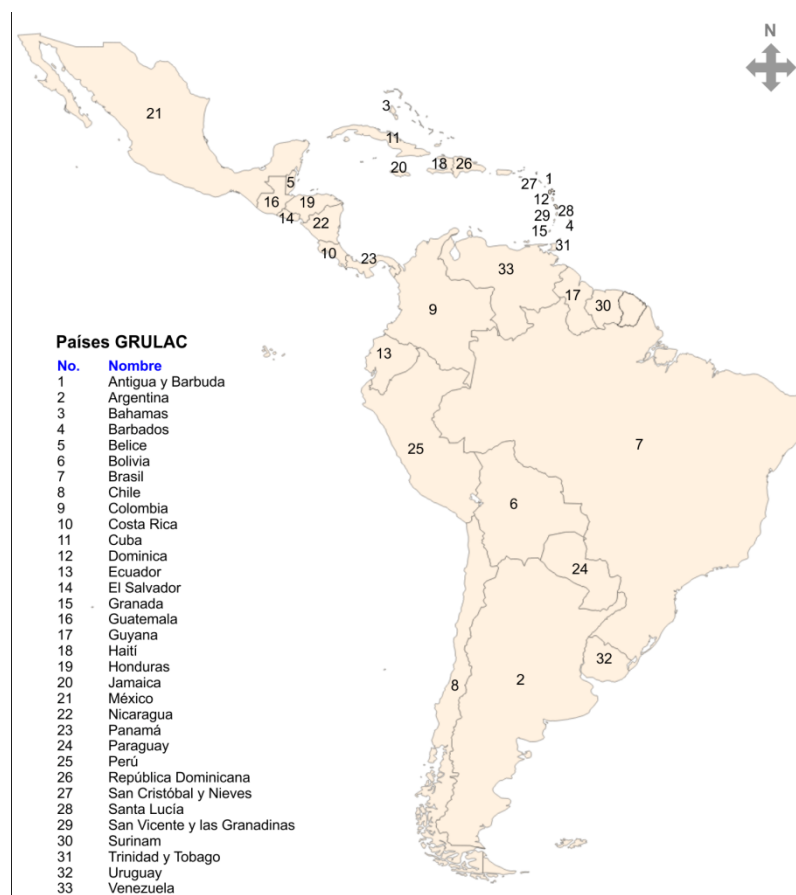 N
21
3
11
20
18
26
27
1
12
28
29
4
15
31
5
16
19
14
22
10
23
33
17
30
9
13
25
7
6
24
32
8
2
Países GRULAC
No. Nombre
1 Antigua y Barbuda
2 Argentina
3 Bahamas
4 Barbados
5 Belice
6 Bolivia
7 Brasil
8 Chile
9 Colombia
10 Costa Rica
11 Cuba
12 Dominica
13 Ecuador
14 El Salvador
15 Granada
16 Guatemala
17 Guyana
18 Haití
19 Honduras
20 Jamaica
21 México
22 Nicaragua
23 Panamá
24 Paraguay
25 Perú
26 República Dominicana
27 San Cristóbal y Nieves
28 Santa Lucía
29 San Vicente y las Granadinas
30 Surinam
31 Trinidad y Tobago
32 Uruguay
33 Venezuela